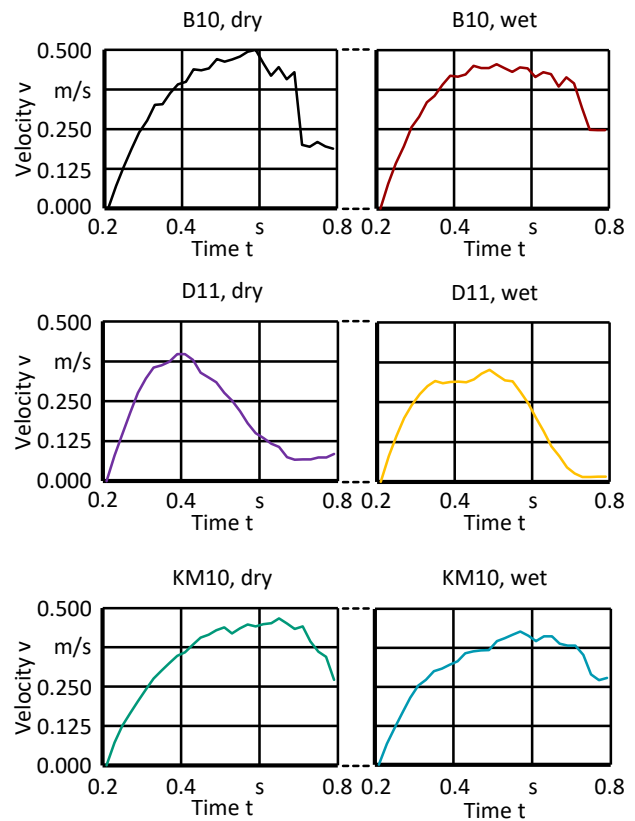 B10, dry
B10, wet
0.500
m/s
0.250
0.125
0.000
Velocity v
0.2 0.4 s 0.8
Time t
0.2 0.4 s 0.8
Time t
D11, dry
D11, wet
0.500
m/s
0.250
0.125
0.000
Velocity v
0.2 0.4 s 0.8
Time t
0.2 0.4 s 0.8
Time t
KM10, dry
KM10, wet
0.500
m/s
0.250
0.125
0.000
Velocity v
0.2 0.4 s 0.8
Time t
0.2 0.4 s 0.8
Time t